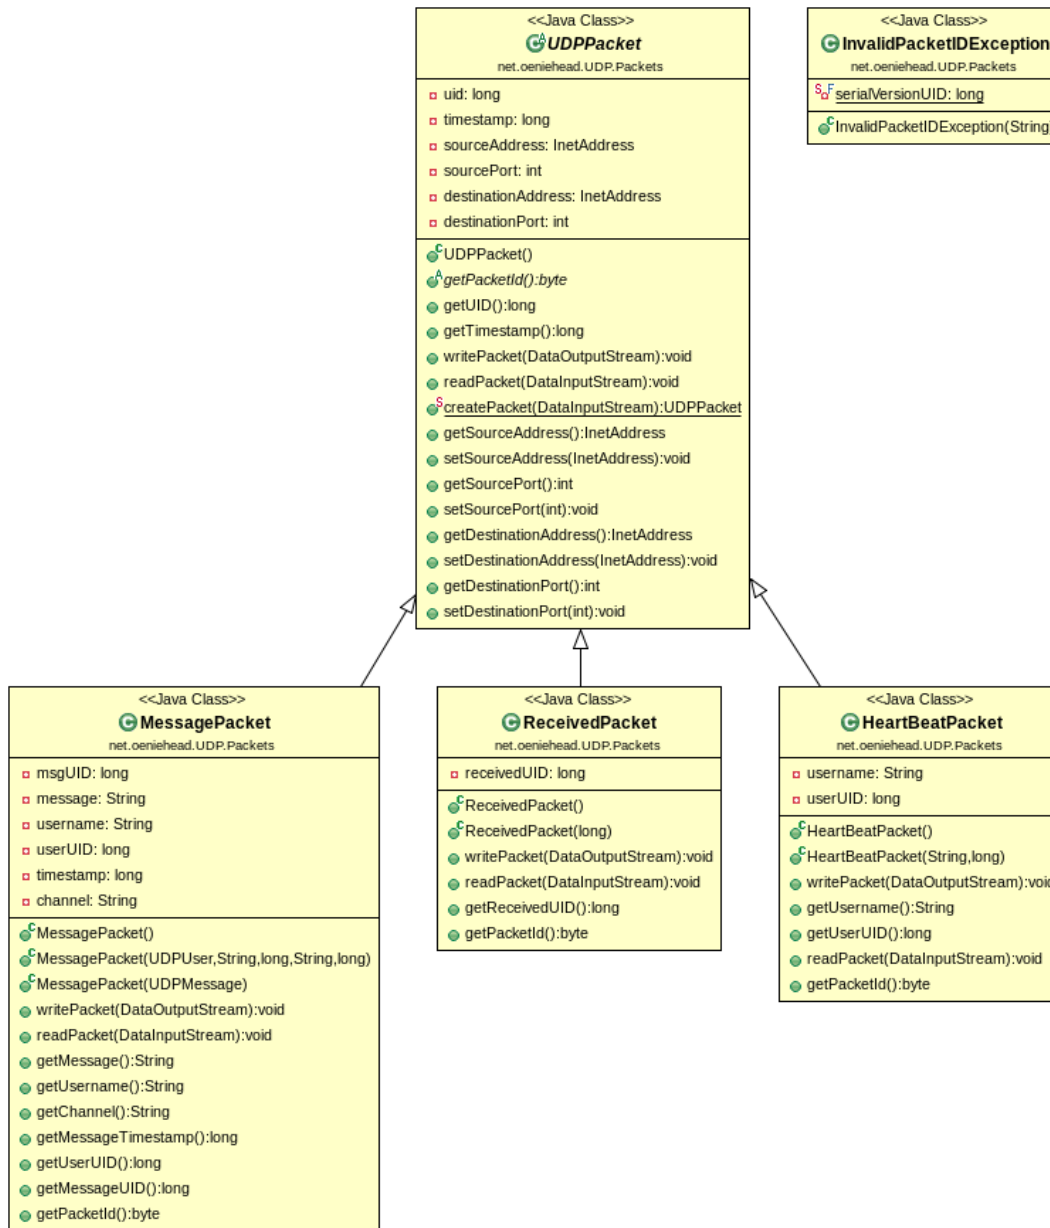 <<Java Class>>
UDPPacket
net.oeniehead.UDP.Packets
uid: long
timestamp: long
sourceAddress: InetAddress
sourcePort: int
destinationAddress: InetAddress
destinationPort: int
UDPPacket()
getPacketId():byte
getUID():long
getTimestamp():long
writePacket(DataOutputStream):void
readPacket(DataInputStream):void
createPacket(DataInputStream):UDPPacket
getSourceAddress():InetAddress
setSourceAddress(InetAddress):void
getSourcePort():int
setSourcePort(int):void
getDestinationAddress():InetAddress
setDestinationAddress(InetAddress):void
getDestinationPort():int
setDestinationPort(int):void
<<Java Class>>
InvalidPacketIDException
net.oeniehead.UDP.Packets
serialVersionUID: long
InvalidPacketIDException(String)
<<Java Class>>
MessagePacket
net.oeniehead.UDP.Packets
msgUID: long
message: String
username: String
userUID: long
timestamp: long
channel: String
MessagePacket()
MessagePacket(UDPUser,String,long,String,long)
MessagePacket(UDPMessage)
writePacket(DataOutputStream):void
readPacket(DataInputStream):void
getMessage():String
getUsername():String
getChannel():String
getMessageTimestamp():long
getUserUID():long
getMessageUID():long
getPacketId():byte
<<Java Class>>
ReceivedPacket
net.oeniehead.UDP.Packets
receivedUID: long
ReceivedPacket()
ReceivedPacket(long)
writePacket(DataOutputStream):void
readPacket(DataInputStream):void
getReceivedUID():long
getPacketId():byte
<<Java Class>>
HeartBeatPacket
net.oeniehead.UDP.Packets
username: String
userUID: long
HeartBeatPacket()
HeartBeatPacket(String,long)
writePacket(DataOutputStream):void
getUsername():String
getUserUID():long
readPacket(DataInputStream):void
getPacketId():byte